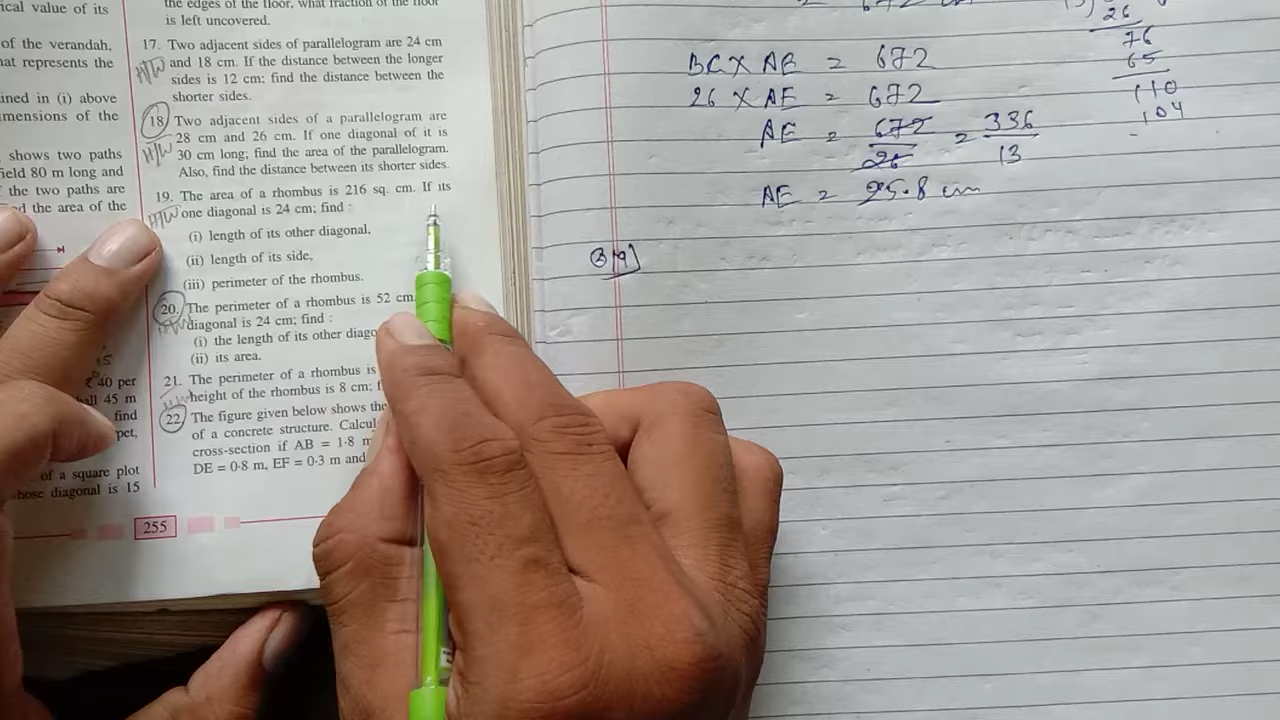 ical value of its
of the verandah,
hat represents the
ined in (i) above
imensions of the
shows two paths
field 80 m long and
the two paths are
nd the area of the
15
₹ 40 per
hall 45 m
find
pet,
of a square plot
hose diagonal is 15
the edges of the floor, what fraction of the floor
is left uncovered.
17. Two adjacent sides of parallelogram are 24 cm
H/W and 18 cm. If the distance between the longer
sides is 12 cm; find the distance between the
shorter sides.
18. Two adjacent sides of a parallelogram are
28 cm and 26 cm. If one diagonal of it is
H/W 30 cm long; find the area of the parallelogram.
Also, find the distance between its shorter sides.
19. The area of a rhombus is 216 sq. cm. If its
H/W one diagonal is 24 cm; find :
(i) length of its other diagonal,
(ii) length of its side,
(iii) perimeter of the rhombus.
20. The perimeter of a rhombus is 52 cm.
H/W diagonal is 24 cm; find :
(i) the length of its other diago
(ii) its area.
21. The perimeter of a rhombus is
H/W height of the rhombus is 8 cm; f
22. The figure given below shows the
of a concrete structure. Calcul
cross-section if AB = 1·8 m
DE = 0·8 m, EF = 0·3 m and
255
672 cm
BC × AE = 672
26 × AE = 672
AE = 672/26 = 336/13
AE = 25.8 cm
26
76
65
110
104
19